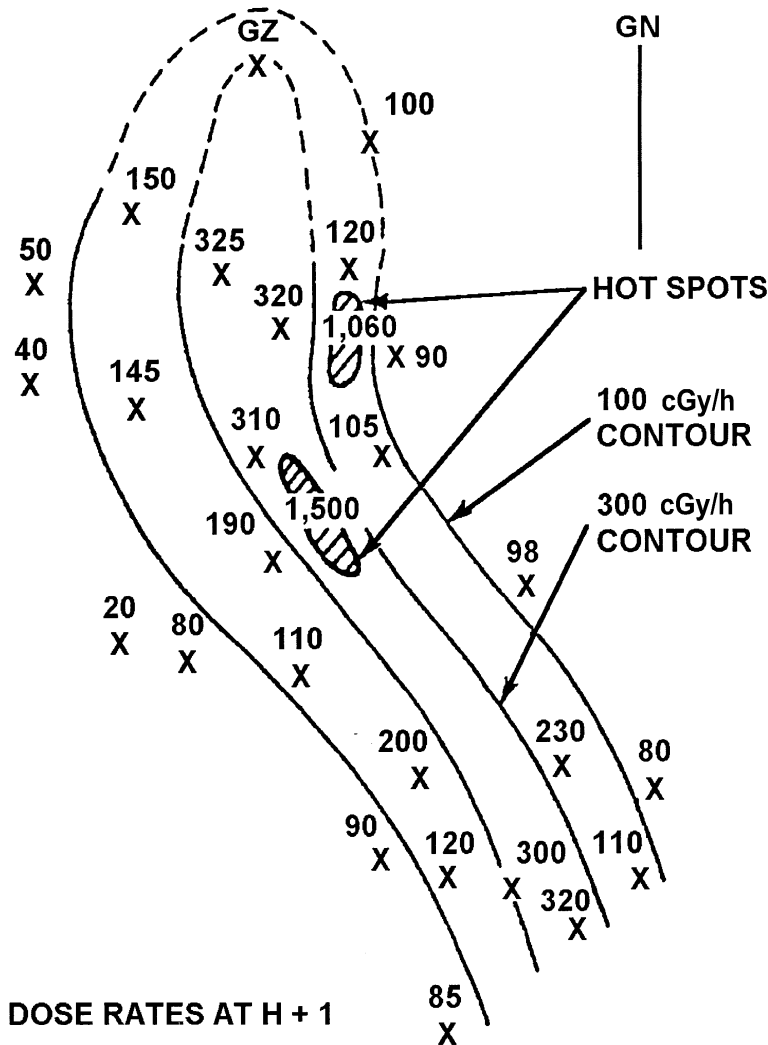 GZ
GN
X
100
X
150
X
50
X
325
X
120
X
HOT SPOTS
320
X
1,060
X 90
40
X
145
X
100 cGy/h
CONTOUR
310
X
105
X
1,500
300 cGy/h
CONTOUR
190
X
98
X
20
X
80
X
110
X
200
X
230
X
80
X
90
X
120
X
300
X
110
X
320
X
85
X
DOSE RATES AT H + 1